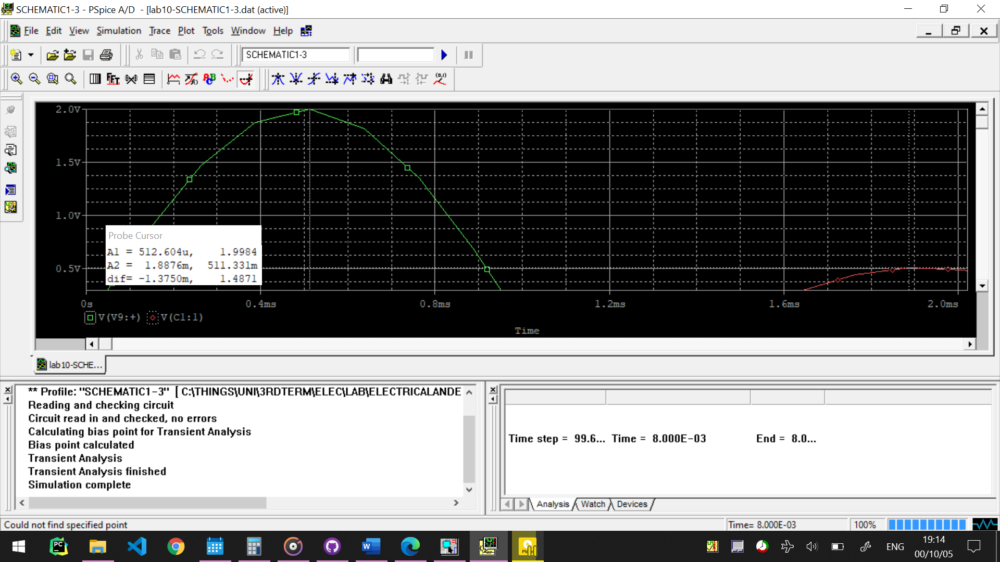 SCHEMATIC1-3 - PSpice A/D - [lab10-SCHEMATIC1-3.dat (active)]
File Edit View Simulation Trace Plot Tools Window Help
SCHEMATIC1-3
2.0V
1.5V
1.0V
0.5V
Probe Cursor
A1 = 512.604u, 1.9984
A2 = 1.8876m, 511.331m
dif= -1.3750m, 1.4871
0s 0.4ms 0.8ms 1.2ms 1.6ms 2.0ms
V(V9:+) V(C1:1)
Time
lab10-SCHE...
** Profile: "SCHEMATIC1-3" [ C:\THINGS\UNI\3RDTERM\ELEC\LAB\ELECTRICALANDE
Reading and checking circuit
Circuit read in and checked, no errors
Calculating bias point for Transient Analysis
Bias point calculated
Transient Analysis
Transient Analysis finished
Simulation complete
Time step = 99.6... Time = 8.000E-03 End = 8.0...
Analysis Watch Devices
Could not find specified point
Time= 8.000E-03 100%
ENG
19:14
00/10/05